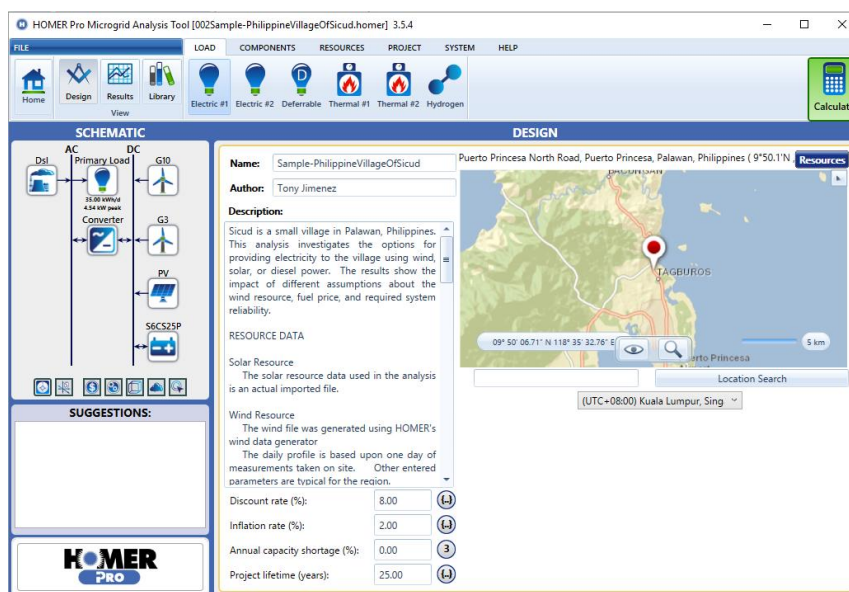 HOMER Pro Microgrid Analysis Tool [002Sample-PhilippineVillageOfSicud.homer] 3.5.4
FILE
LOAD COMPONENTS RESOURCES PROJECT SYSTEM HELP
Home Design Results Library Electric #1 Electric #2 Deferrable Thermal #1 Thermal #2 Hydrogen Calculat
View
SCHEMATIC
AC DC
Dsl Primary Load G10
35.00 kWh/d
4.54 kW peak
Converter G3
PV
S6CS25P
SUGGESTIONS:
HOMER
PRO
DESIGN
Name: Sample-PhilippineVillageOfSicud
Author: Tony Jimenez
Description:
Sicud is a small village in Palawan, Philippines.
This analysis investigates the options for
providing electricity to the village using wind,
solar, or diesel power. The results show the
impact of different assumptions about the
wind resource, fuel price, and required system
reliability.
RESOURCE DATA
Solar Resource
The solar resource data used in the analysis
is an actual imported file.
Wind Resource
The wind file was generated using HOMER's
wind data generator
The daily profile is based upon one day of
measurements taken on site. Other entered
parameters are typical for the region.
Discount rate (%): 8.00 {..}
Inflation rate (%): 2.00 {..}
Annual capacity shortage (%): 0.00 3
Project lifetime (years): 25.00 {..}
Puerto Princesa North Road, Puerto Princesa, Palawan, Philippines ( 9°50.1'N , Resources
BACUNGAN
TAGBUROS
09° 50' 06.71" N 118° 35' 32.76" E
5 km
erto Princesa
Location Search
(UTC+08:00) Kuala Lumpur, Sing